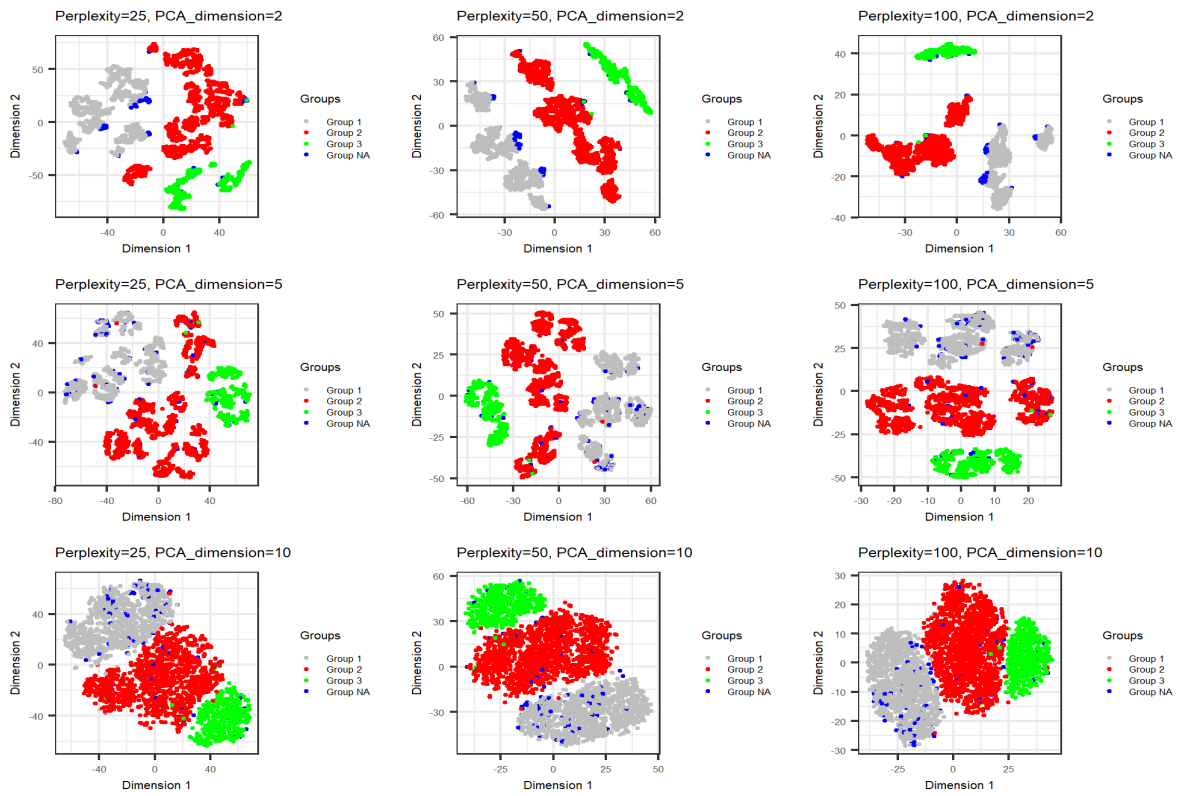 Perplexity=25, PCA_dimension=2
Dimension 2
50
0
-50
-40
0
40
Dimension 1
Groups
Group 1
Group 2
Group 3
Group NA
Perplexity=50, PCA_dimension=2
Dimension 2
60
30
0
-30
-60
-30
0
30
60
Dimension 1
Groups
Group 1
Group 2
Group 3
Group NA
Perplexity=100, PCA_dimension=2
Dimension 2
40
20
0
-20
-40
-30
0
30
60
Dimension 1
Groups
Group 1
Group 2
Group 3
Group NA
Perplexity=25, PCA_dimension=5
Dimension 2
40
0
-40
-80
-40
0
40
Dimension 1
Groups
Group 1
Group 2
Group 3
Group NA
Perplexity=50, PCA_dimension=5
Dimension 2
50
25
0
-25
-50
-60
-30
0
30
60
Dimension 1
Groups
Group 1
Group 2
Group 3
Group NA
Perplexity=100, PCA_dimension=5
Dimension 2
50
25
0
-25
-50
-30
-20
-10
0
10
20
Dimension 1
Groups
Group 1
Group 2
Group 3
Group NA
Perplexity=25, PCA_dimension=10
Dimension 2
40
0
-40
-40
0
40
Dimension 1
Groups
Group 1
Group 2
Group 3
Group NA
Perplexity=50, PCA_dimension=10
Dimension 2
60
30
0
-30
-25
0
25
50
Dimension 1
Groups
Group 1
Group 2
Group 3
Group NA
Perplexity=100, PCA_dimension=10
Dimension 2
30
20
10
0
-10
-20
-30
-25
0
25
Dimension 1
Groups
Group 1
Group 2
Group 3
Group NA